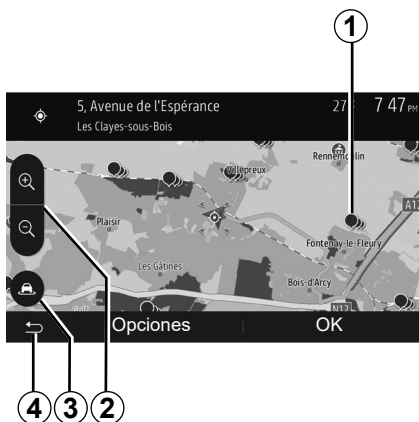 1
5, Avenue de l'Espérance
7 47 PM
Les Clayes-sous-Bois
Villepreux
A12
Plaisir
Fontenay-le-Fleury
Les Gâtines
Bois-d'Arcy
N12
Opciones
OK
4
3
2